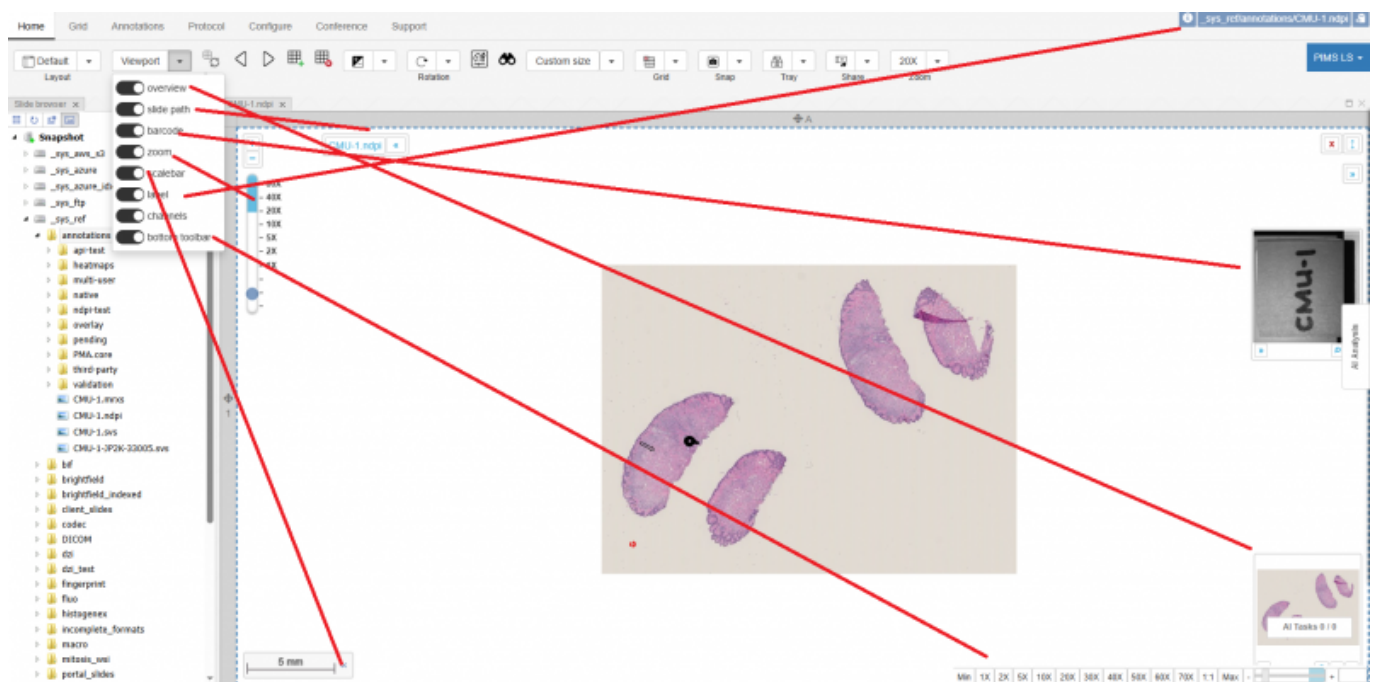 Home Grid Annotations Protocol Configure Conference Support
_sys_ref/annotations/CMU-1.ndpi
Default Viewport Custom size 20X PIMS LS
Layout Rotation Grid Snap Tray Share Zoom
overview
slide path
barcode
zoom
scalebar
label
channels
bottom toolbar
Slide browser x CMU-1.ndpi x
A
Snapshot
_sys_aws_s3
_sys_azure
_sys_ftp
_sys_ref
annotations
api-test
heatmaps
multi-user
native
ndpi-test
overlay
pending
PMA.core
third-party
validation
CMU-1.mrxs
CMU-1.ndpi
CMU-1.svs
CMU-1-JP2K-33005.svs
bif
brightfield
brightfield_indexed
client_slides
codec
DICOM
dzi
dzi_test
fingerprint
fluo
histogenex
incomplete_formats
macro
mitosis_wsi
portal_slides
1
CMU-1.ndpi
40X
20X
10X
5X
2X
1X
CMU-1
AI Analysis
AI Tasks 0 / 0
5 mm
Min 1X 2X 5X 10X 20X 30X 40X 50X 60X 70X 1:1 Max - +